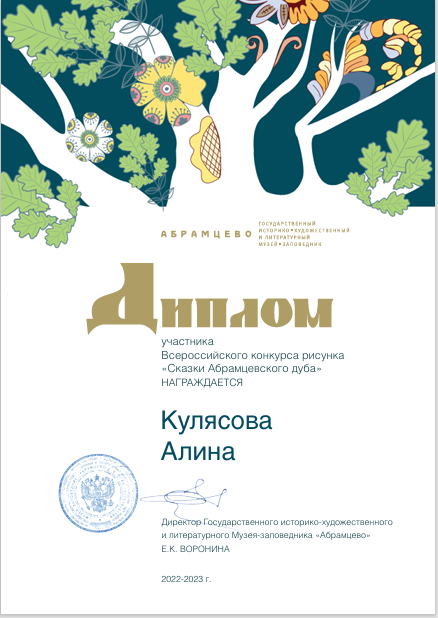 АБРАМЦЕВО
ГОСУДАРСТВЕННЫЙ
ИСТОРИКО•ХУДОЖЕСТВЕННЫЙ
И ЛИТЕРАТУРНЫЙ
МУЗЕЙ•ЗАПОВЕДНИК
Диплом
участника
Всероссийского конкурса рисунка
«Сказки Абрамцевского дуба»
НАГРАЖДАЕТСЯ
Кулясова
Алина
Директор Государственного историко-художественного
и литературного Музея-заповедника «Абрамцево»
Е.К. ВОРОНИНА
2022-2023 г.